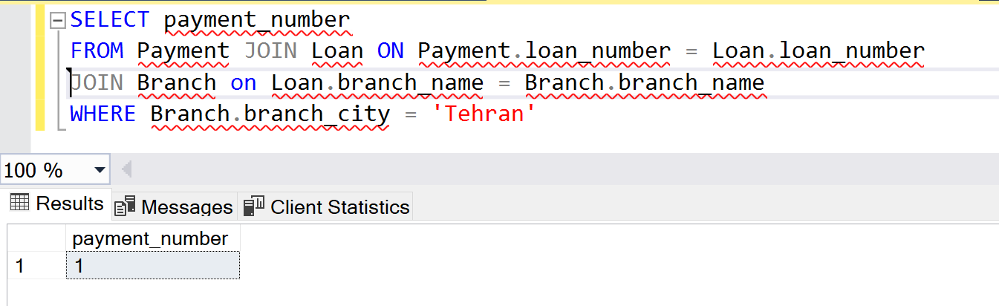 SELECT payment_number
FROM Payment JOIN Loan ON Payment.loan_number = Loan.loan_number
JOIN Branch on Loan.branch_name = Branch.branch_name
WHERE Branch.branch_city = 'Tehran'
100 %
Results Messages Client Statistics
payment_number
1 1